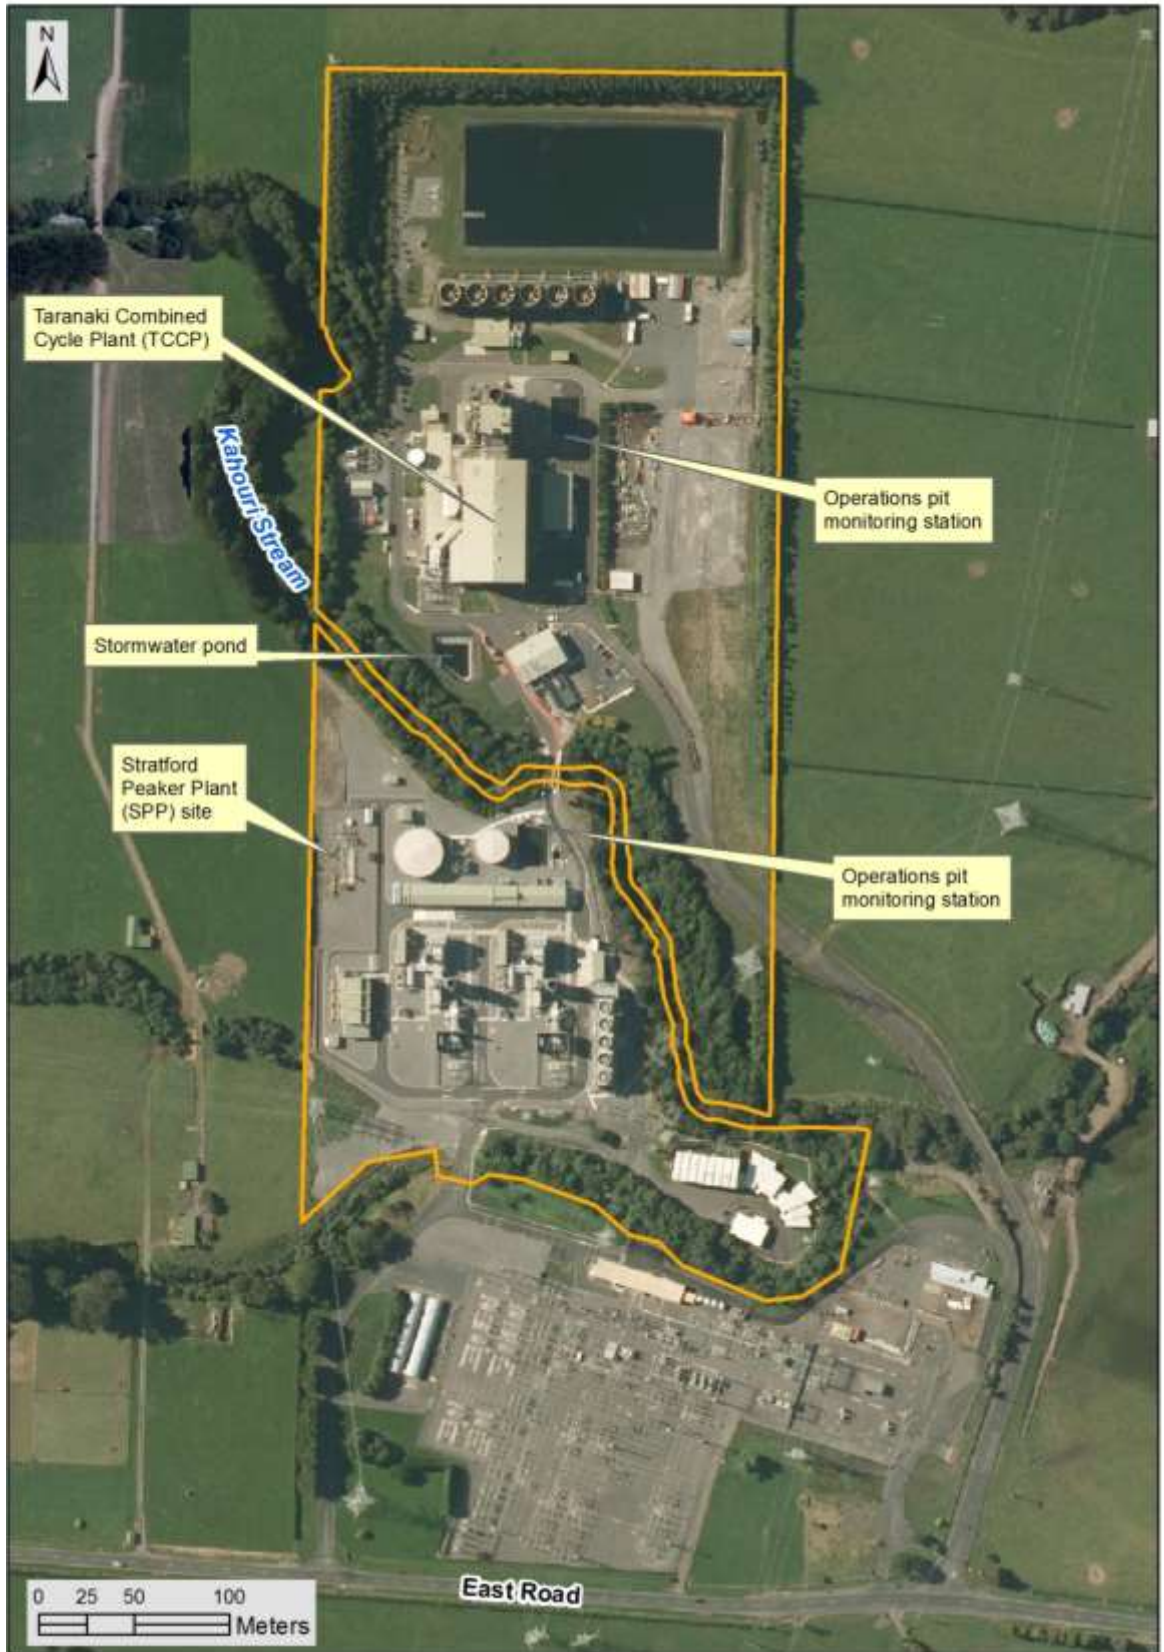 N
Taranaki Combined
Cycle Plant (TCCP)
Kahouri Stream
Operations pit
monitoring station
Stormwater pond
Stratford
Peaker Plant
(SPP) site
Operations pit
monitoring station
East Road
0 25 50 100
Meters